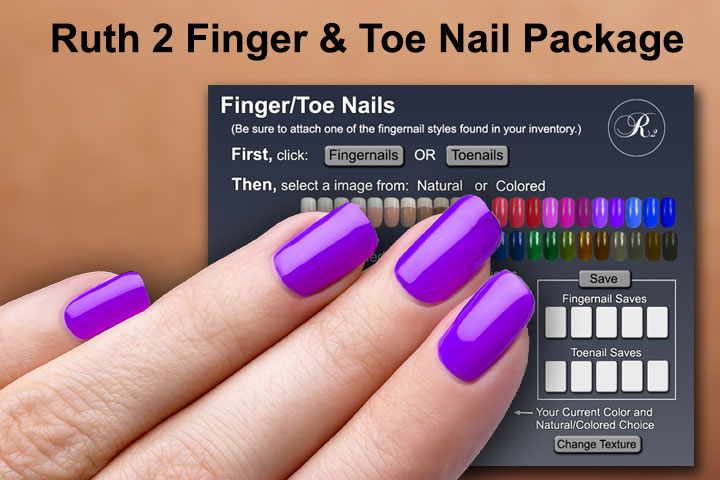 Ruth 2 Finger & Toe Nail Package
Finger/Toe Nails
(Be sure to attach one of the fingernail styles found in your inventory.)
R2
First, click: Fingernails OR Toenails
Then, select a image from: Natural or Colored
Save
Fingernail Saves
Toenail Saves
Your Current Color and
Natural/Colored Choice
Change Texture